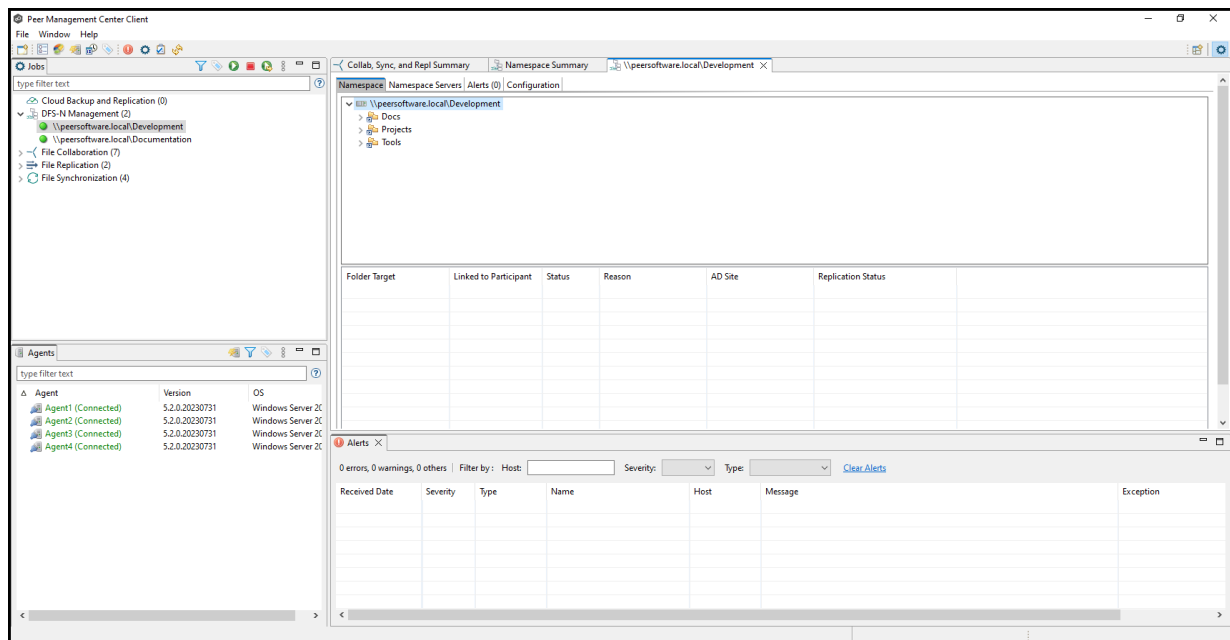 Peer Management Center Client
File Window Help
Jobs
type filter text
Cloud Backup and Replication (0)
DFS-N Management (2)
\\peersoftware.local\Development
\\peersoftware.local\Documentation
File Collaboration (7)
File Replication (2)
File Synchronization (4)
Agents
type filter text
Agent Version OS
Agent1 (Connected) 5.2.0.20230731 Windows Server 20
Agent2 (Connected) 5.2.0.20230731 Windows Server 20
Agent3 (Connected) 5.2.0.20230731 Windows Server 20
Agent4 (Connected) 5.2.0.20230731 Windows Server 20
Collab, Sync, and Repl Summary Namespace Summary \\peersoftware.local\Development
Namespace Namespace Servers Alerts (0) Configuration
\\peersoftware.local\Development
Docs
Projects
Tools
Folder Target Linked to Participant Status Reason AD Site Replication Status
Alerts
0 errors, 0 warnings, 0 others Filter by : Host: Severity: Type: Clear Alerts
Received Date Severity Type Name Host Message Exception